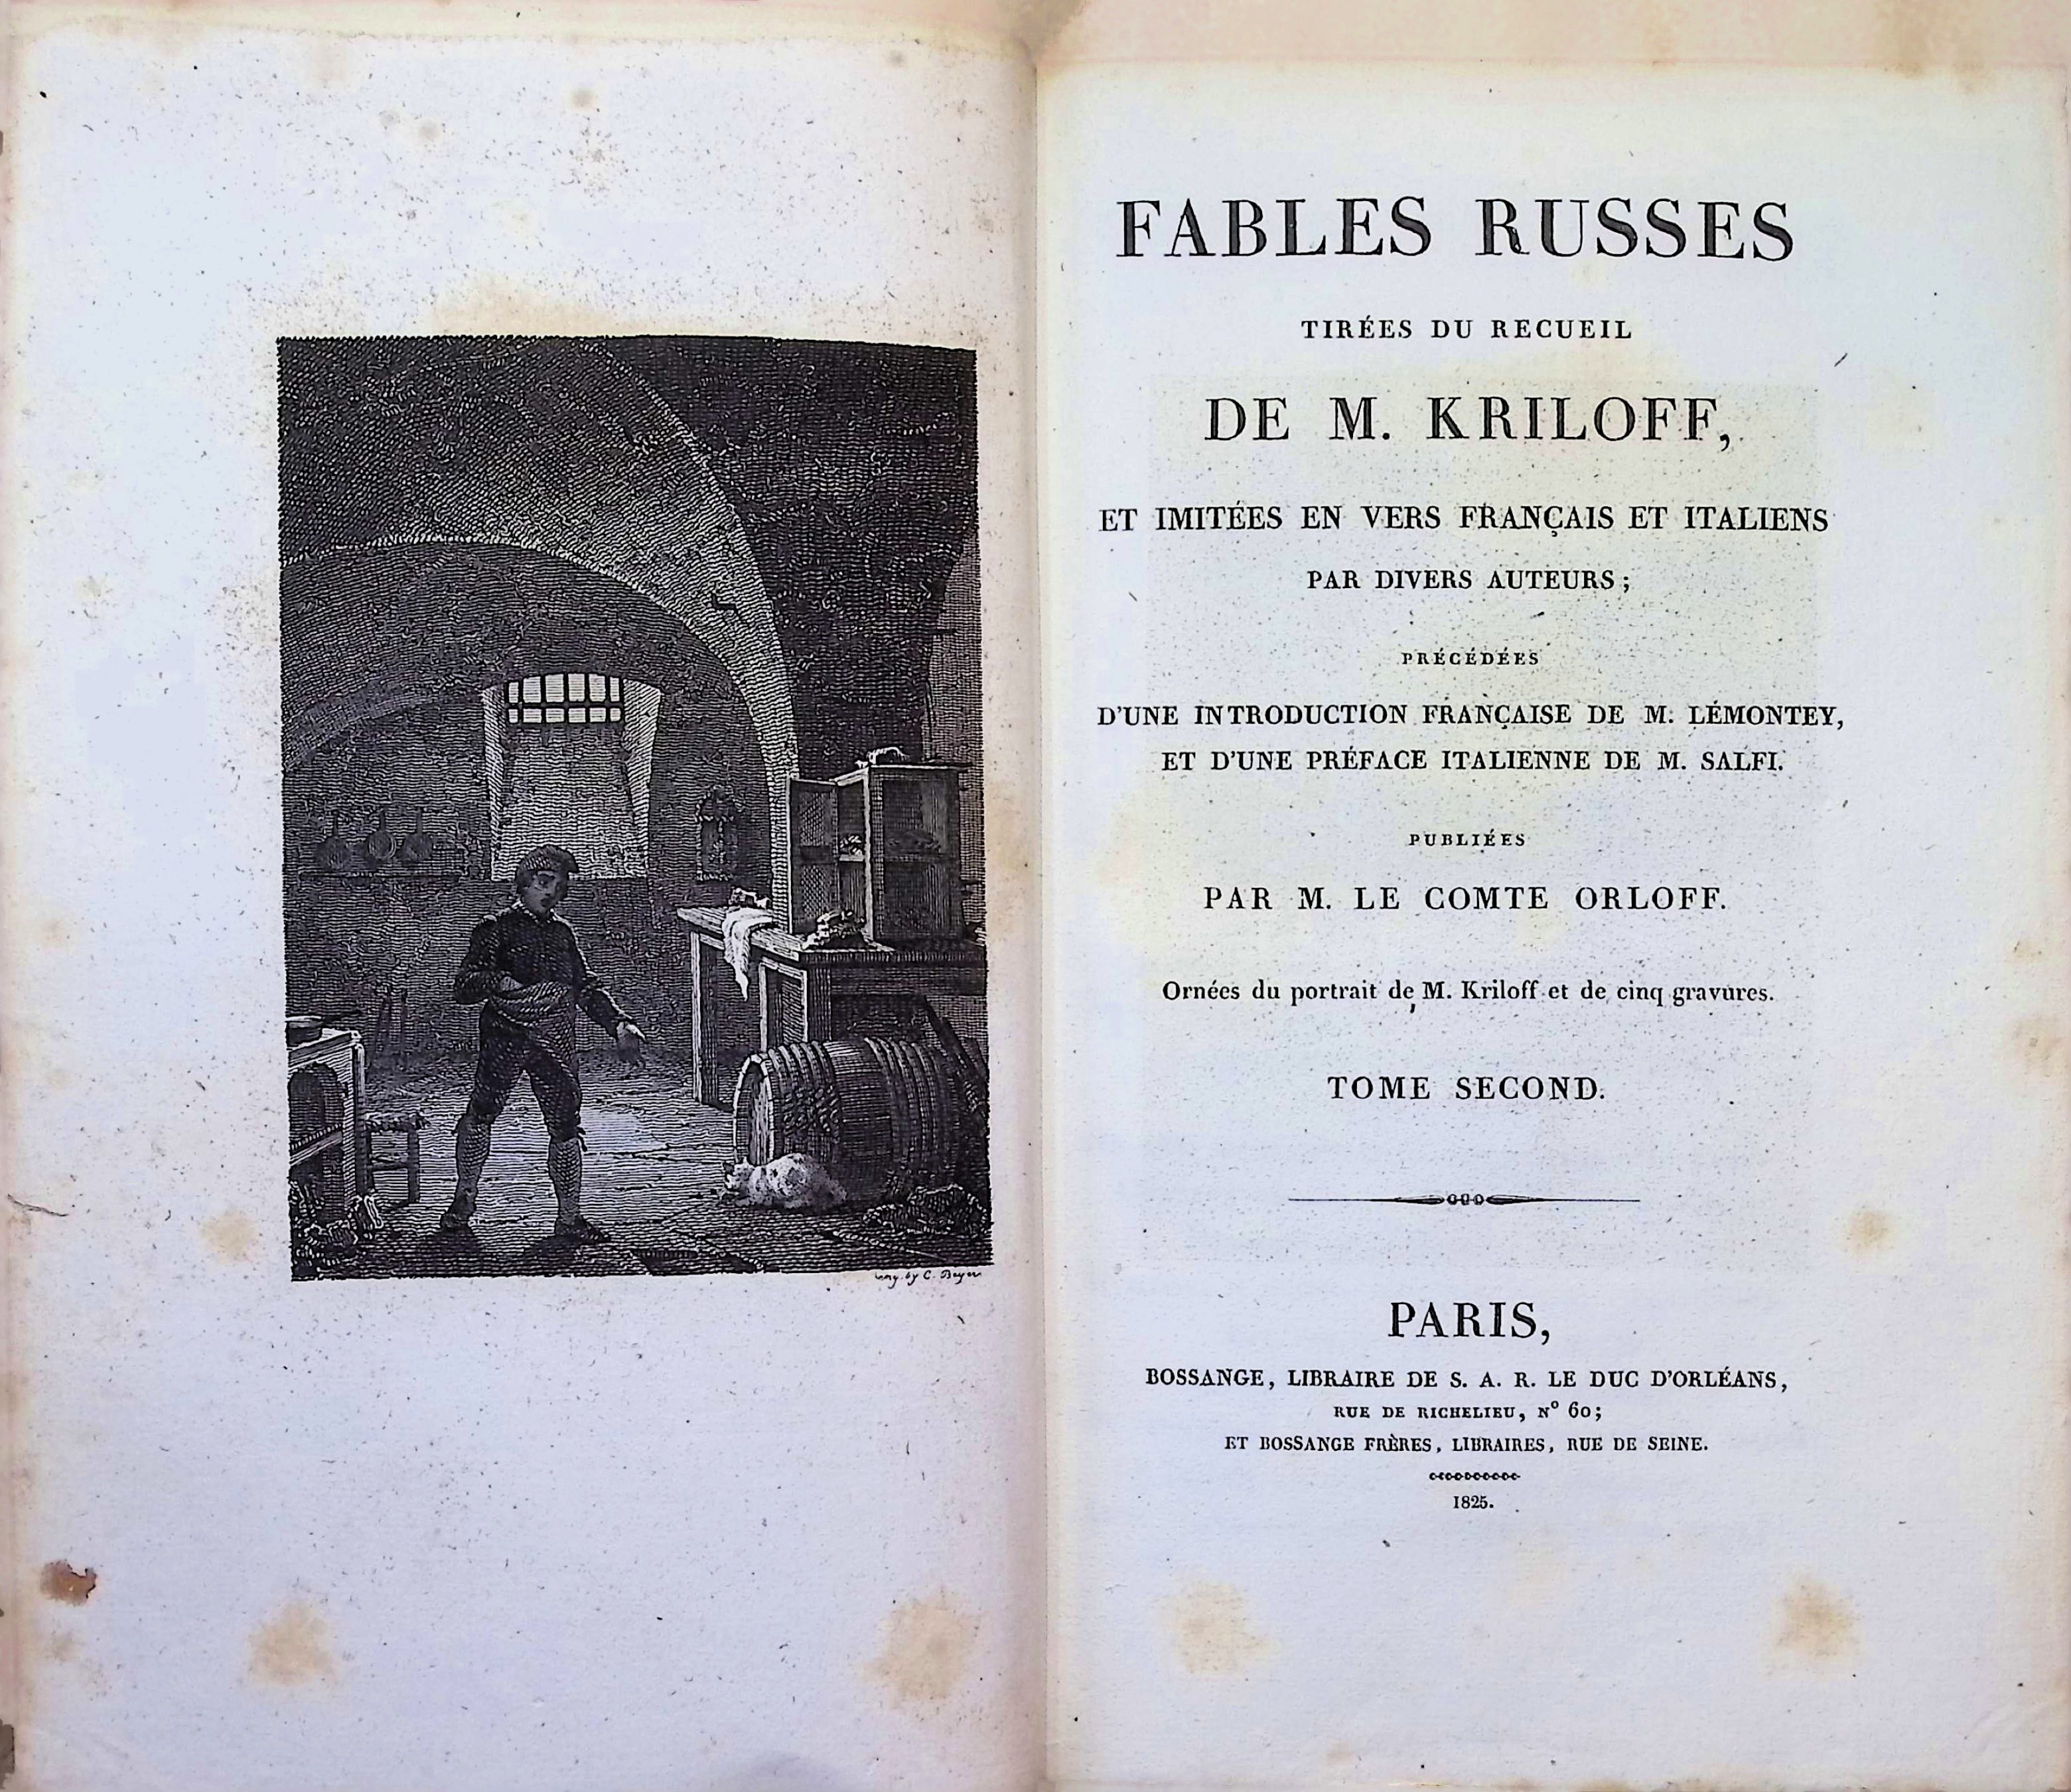 eng. by C. Beyer
FABLES RUSSES
TIRÉES DU RECUEIL
DE M. KRILOFF,
ET IMITÉES EN VERS FRANÇAIS ET ITALIENS
PAR DIVERS AUTEURS;
PRÉCÉDÉES
D'UNE INTRODUCTION FRANÇAISE DE M. LÉMONTEY,
ET D'UNE PRÉFACE ITALIENNE DE M. SALFI.
PUBLIÉES
PAR M. LE COMTE ORLOFF.
Ornées du portrait de M. Kriloff et de cinq gravures.
TOME SECOND.
PARIS,
BOSSANGE, LIBRAIRE DE S. A. R. LE DUC D'ORLÉANS,
RUE DE RICHELIEU, N° 60;
ET BOSSANGE FRÈRES, LIBRAIRES, RUE DE SEINE.
1825.